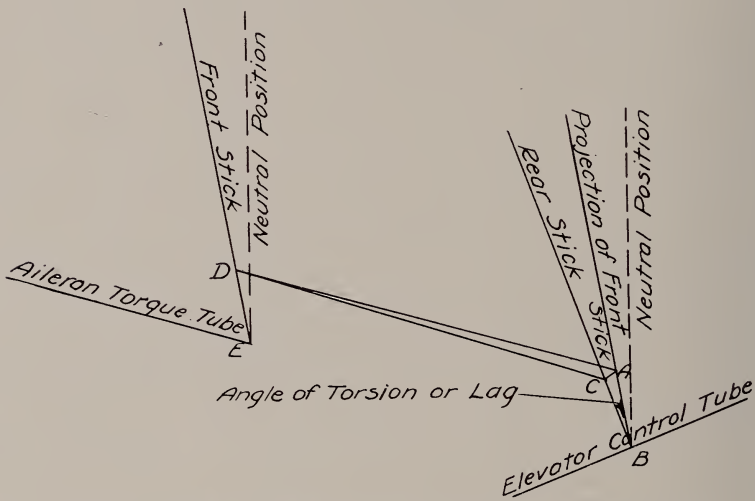 Front Stick
Neutral Position
Rear Stick
Projection of Front Stick
Neutral Position
D
Aileron Torque Tube
E
A
C
Angle of Torsion or Lag
Elevator Control Tube
B